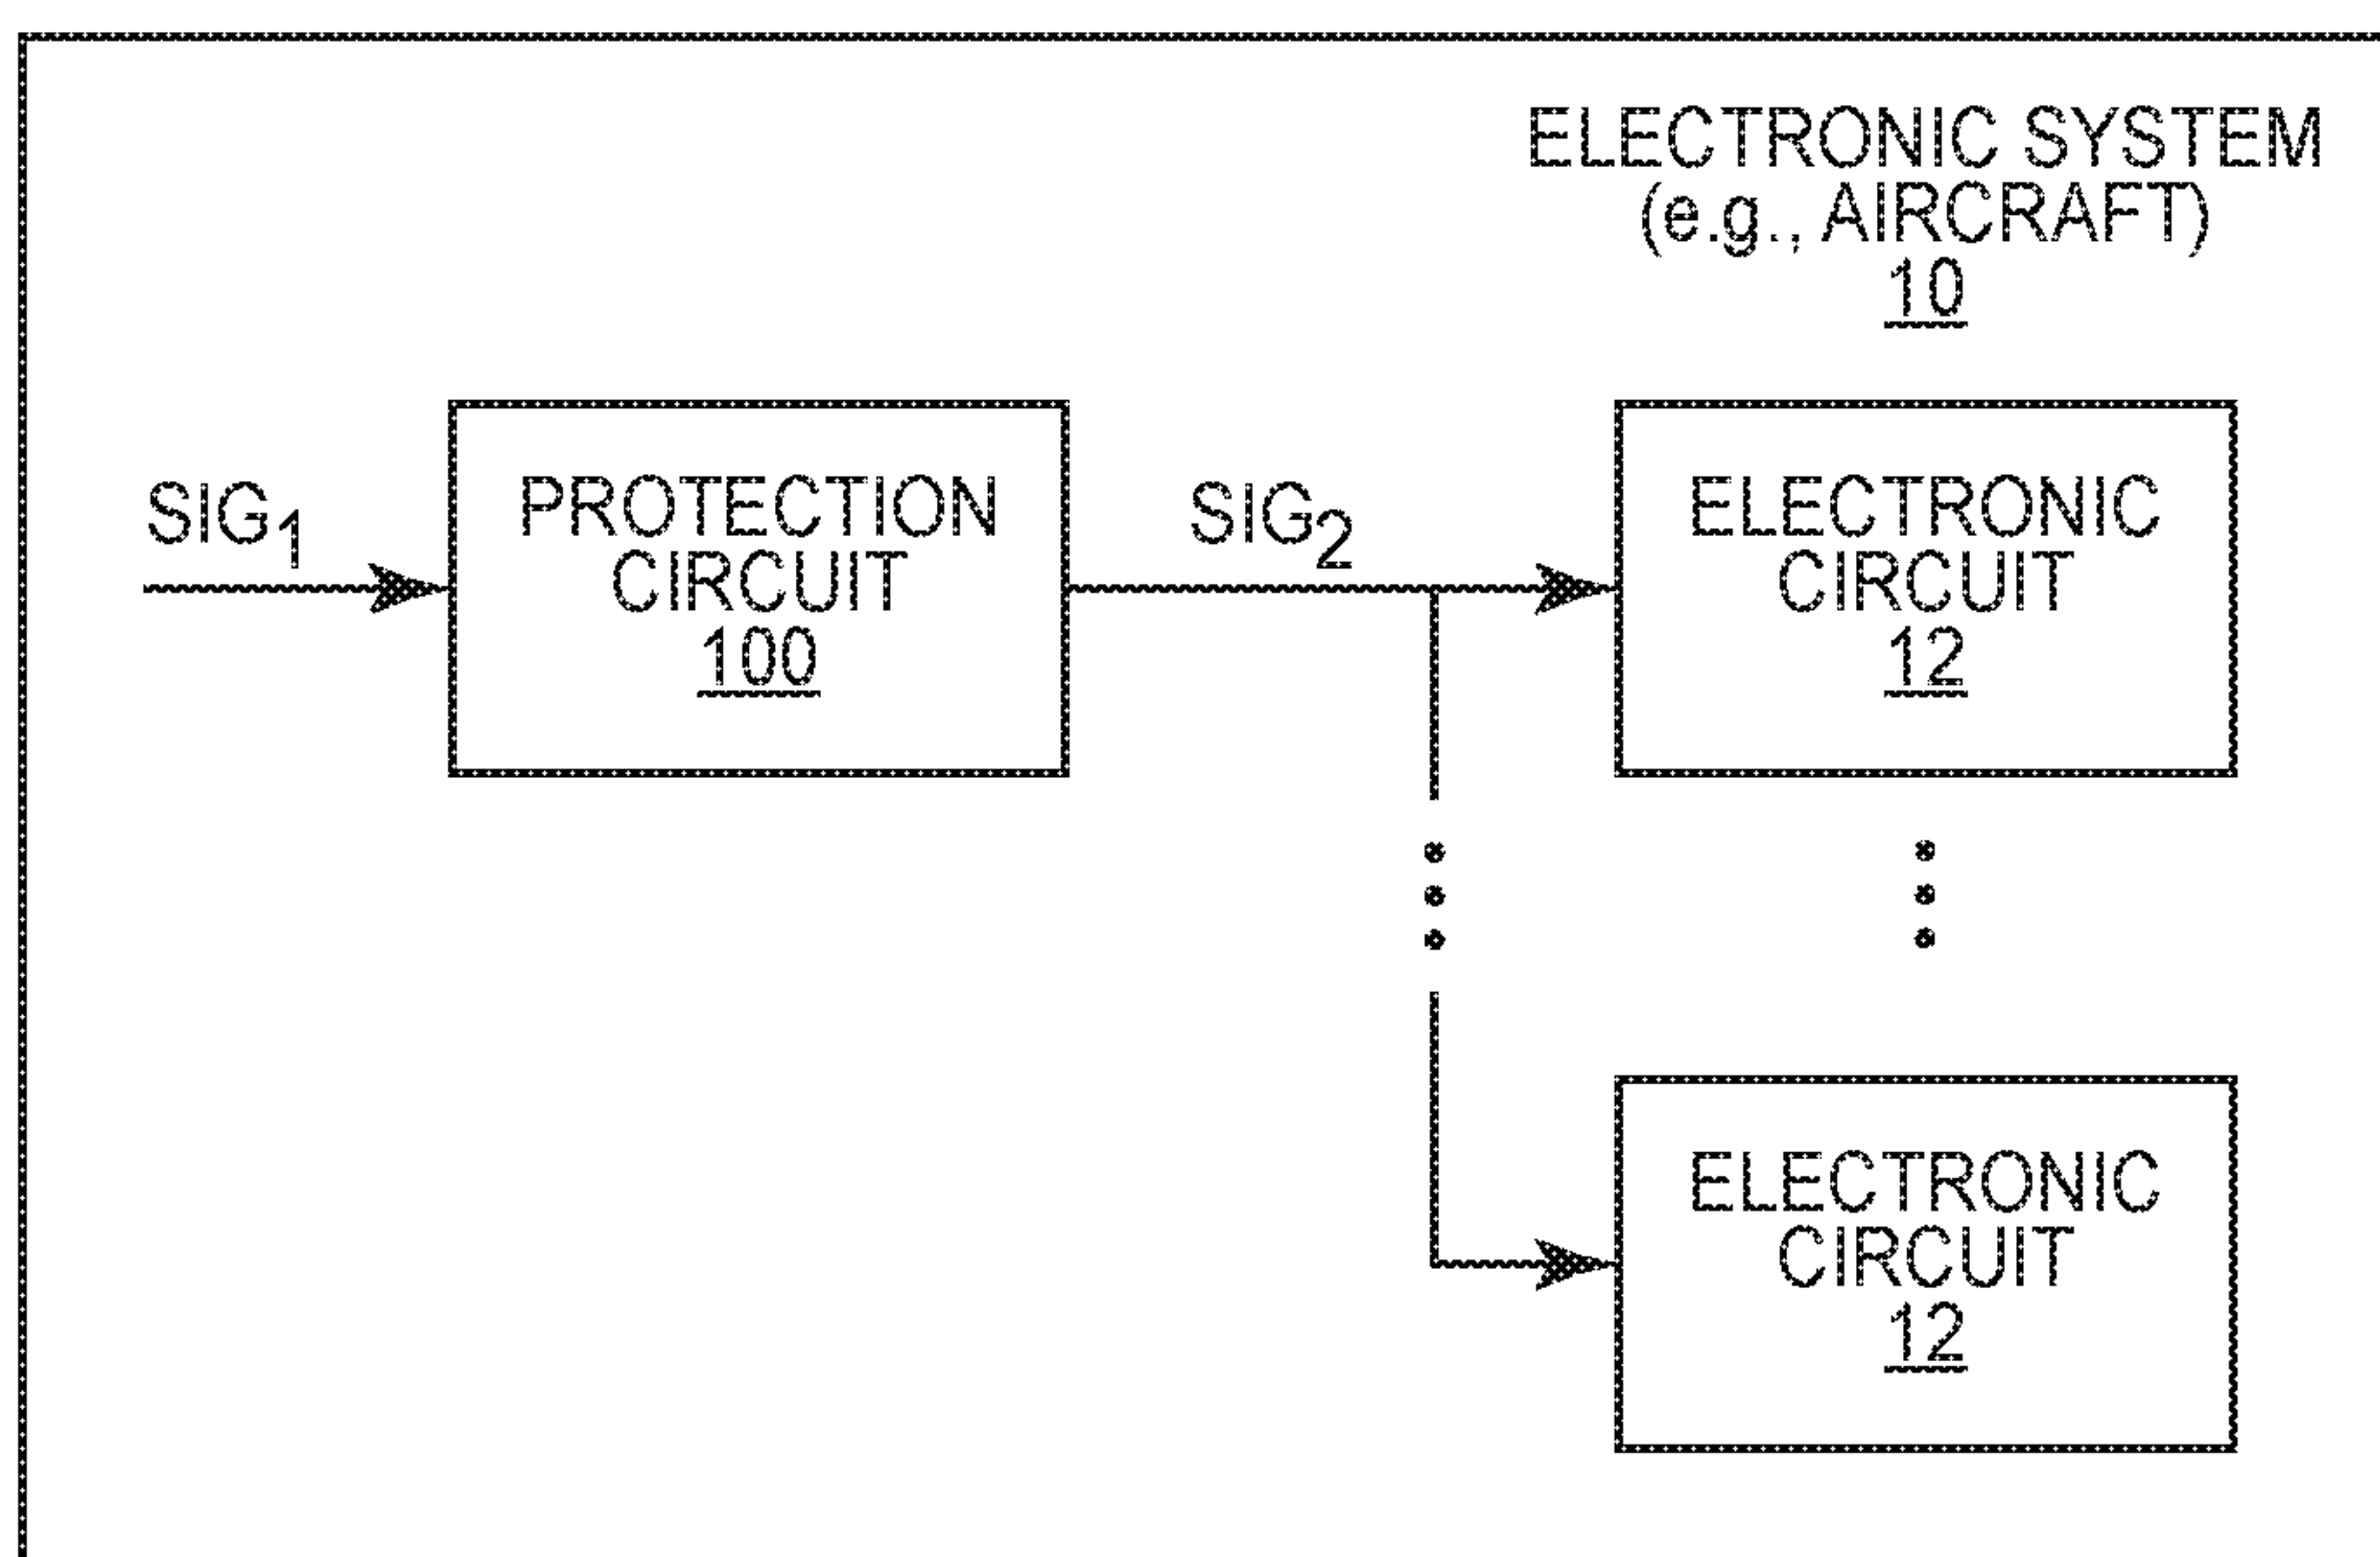 ELECTRONIC SYSTEM
(e.g., AIRCRAFT)
10
SIG1
PROTECTION
CIRCUIT
100
SIG2
ELECTRONIC
CIRCUIT
12
ELECTRONIC
CIRCUIT
12